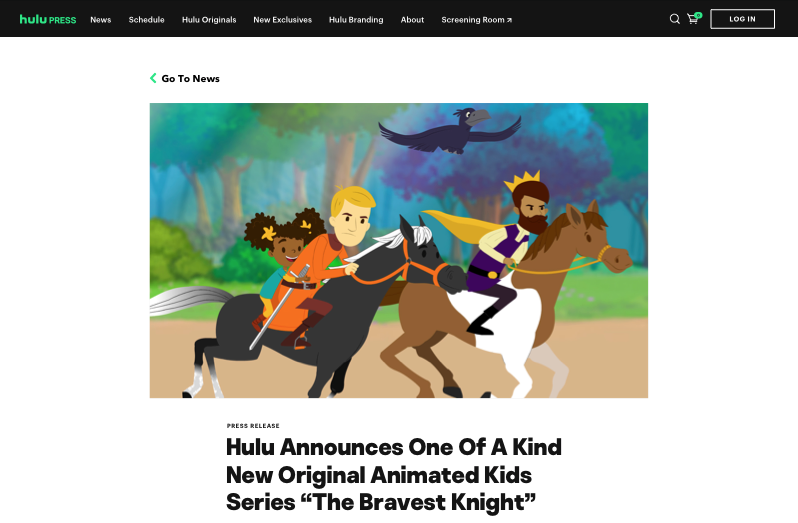 hulu PRESS News Schedule Hulu Originals New Exclusives Hulu Branding About Screening Room ↗ 0 LOG IN
Go To News
PRESS RELEASE
Hulu Announces One Of A Kind
New Original Animated Kids
Series “The Bravest Knight”